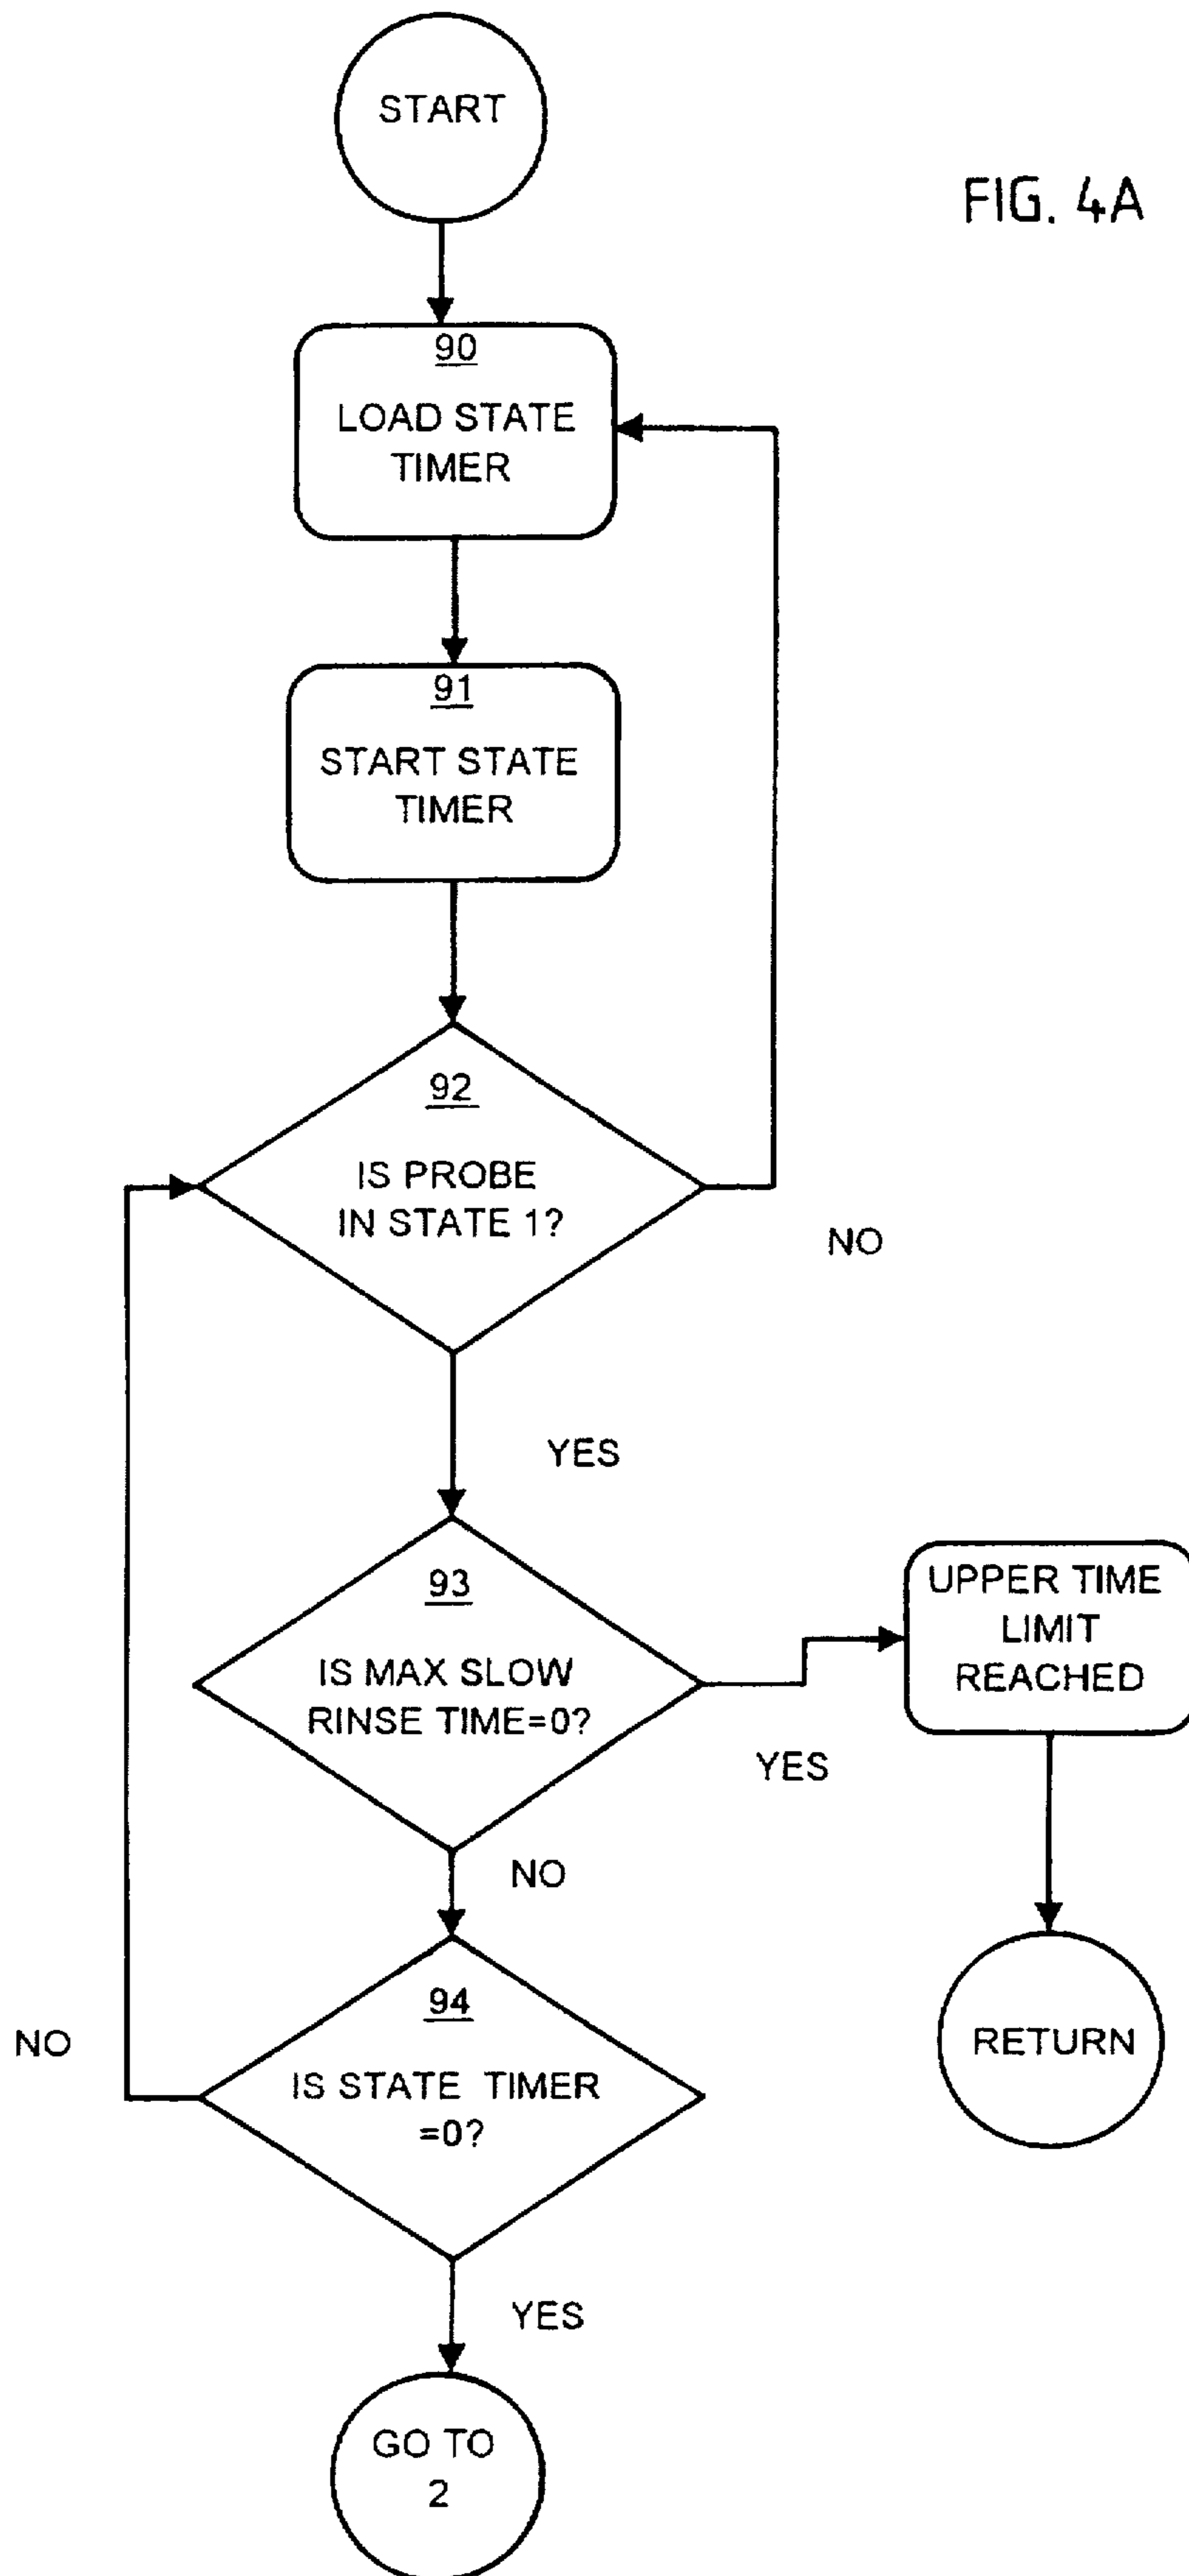 START
FIG. 4A
90
LOAD STATE
TIMER
91
START STATE
TIMER
92
IS PROBE
IN STATE 1?
NO
YES
93
IS MAX SLOW
RINSE TIME=0?
YES
UPPER TIME
LIMIT
REACHED
NO
94
IS STATE TIMER
=0?
NO
RETURN
YES
GO TO
2